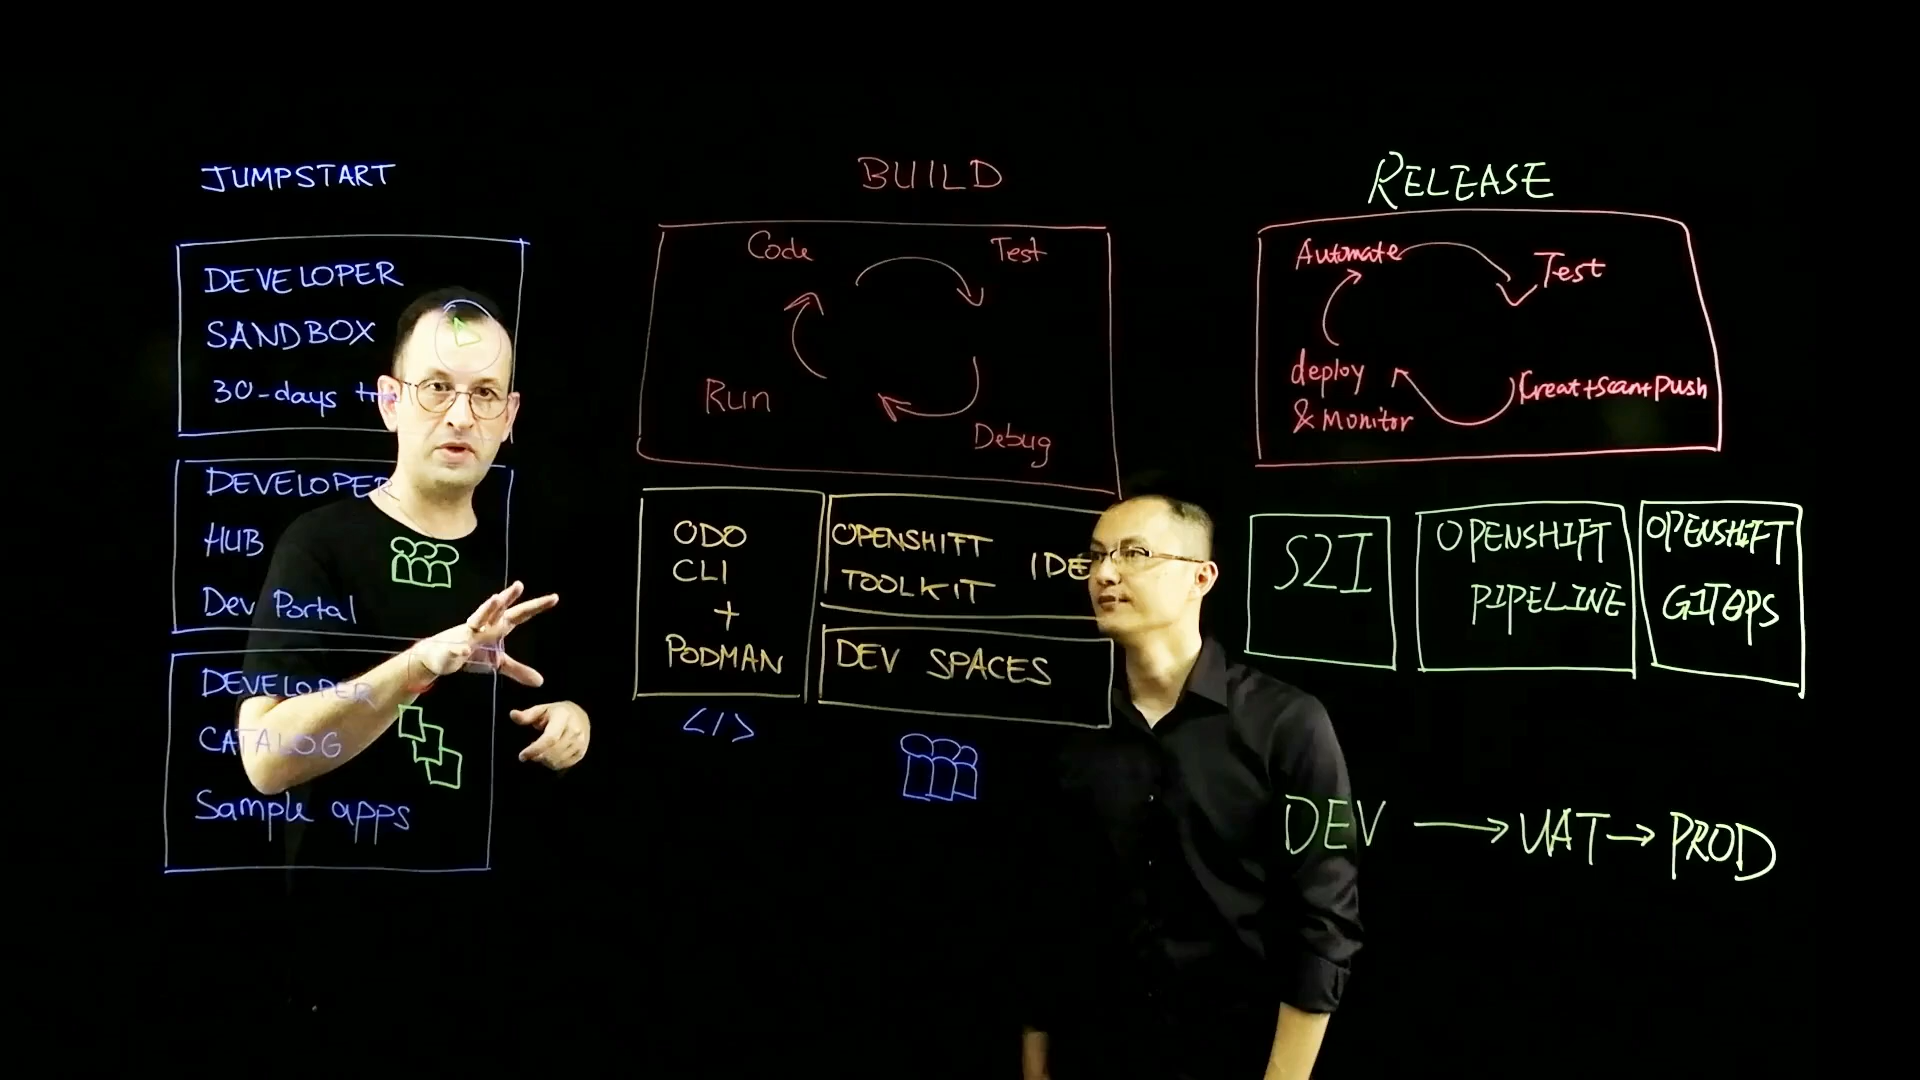 JUMPSTART
DEVELOPER
SANDBOX
30-days
DEVELOPER
HUB
Dev Portal
DEVELOPER
CATALOG
Sample apps
BUILD
Code
Test
Run
Debug
ODO
CLI
+
PODMAN
</>
OPENSHIFT
TOOLKIT
IDE
DEV SPACES
RELEASE
Automate
Test
deploy
& Monitor
Creat+Scan+Push
S2I
OPENSHIFT
PIPELINE
OPENSHIFT
GITOPS
DEV → UAT → PROD